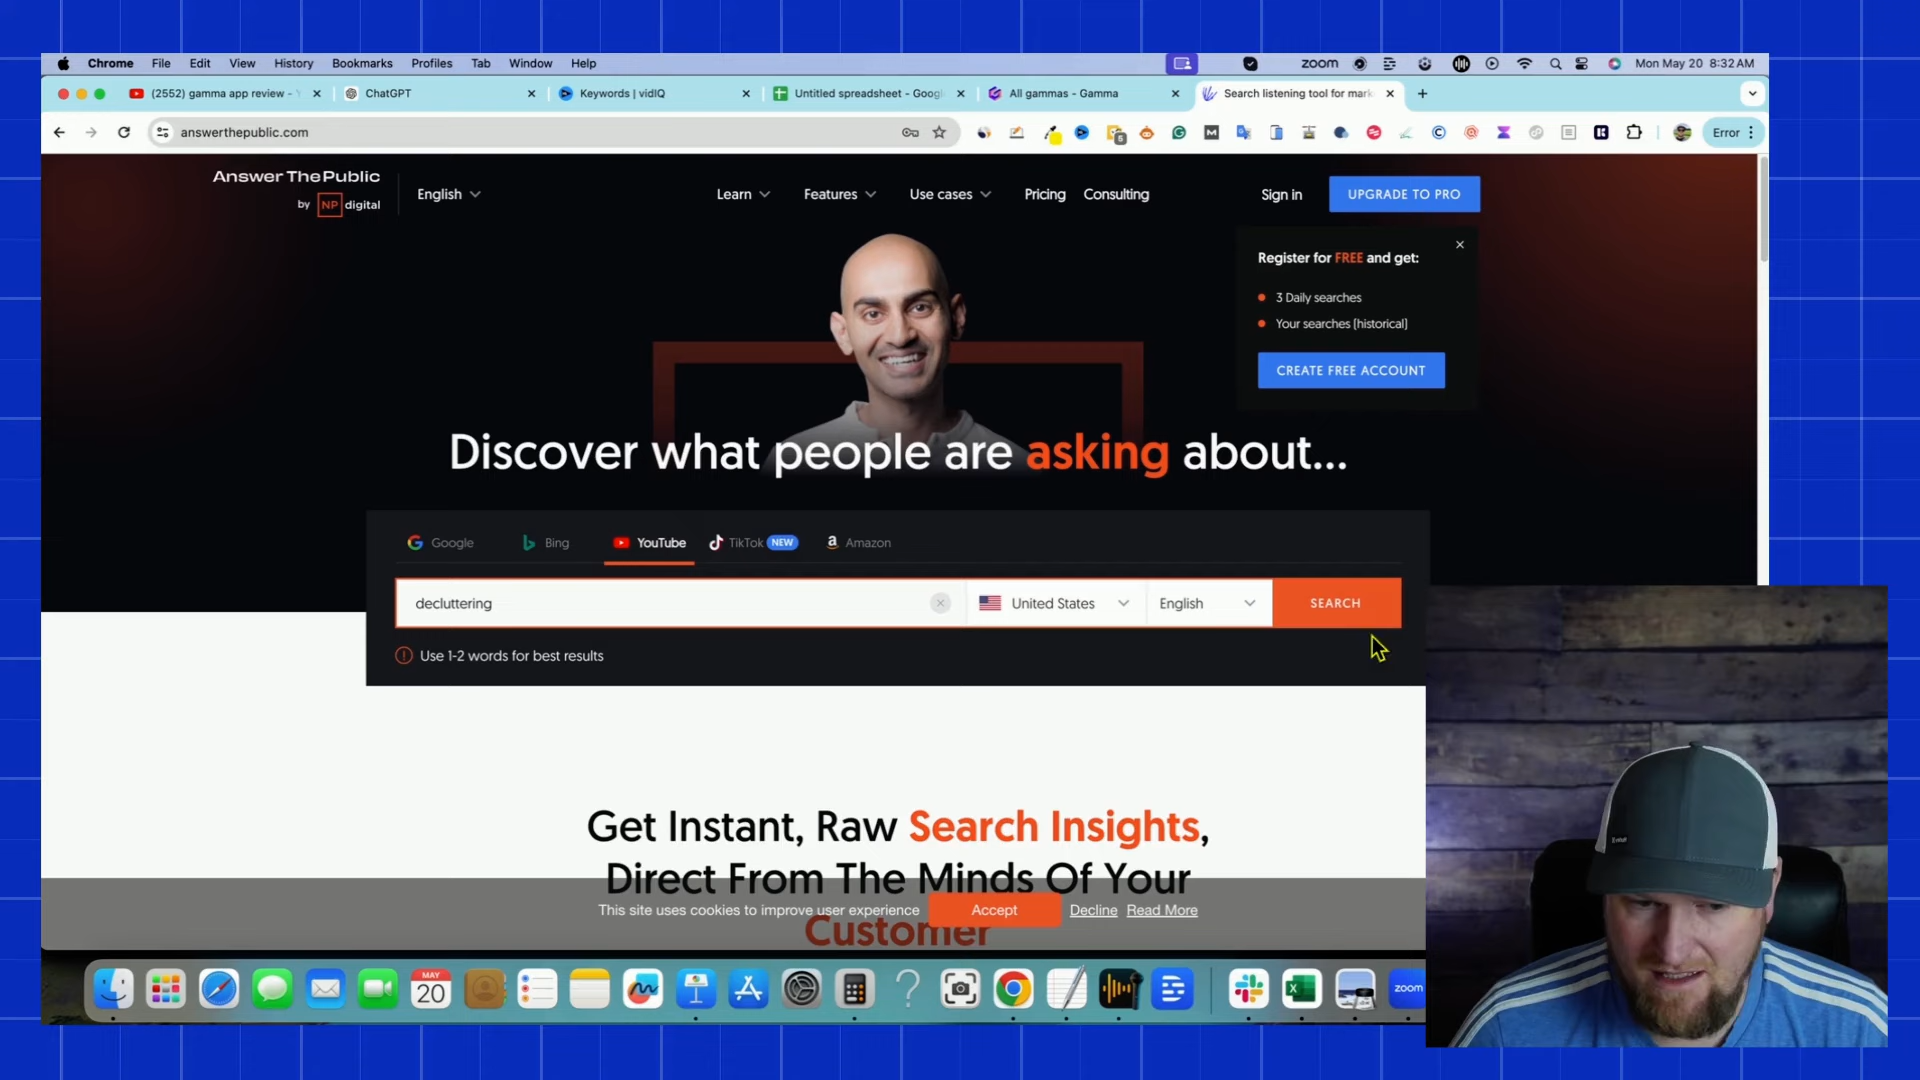 Chrome File Edit View History Bookmarks Profiles Tab Window Help zoom Mon May 20 8:32 AM
(2552) gamma app review - ChatGPT Keywords | vidIQ Untitled spreadsheet - Googl All gammas - Gamma Search listening tool for mark
answerthepublic.com Error
Answer The Public
by NP digital
English Learn Features Use cases Pricing Consulting Sign in UPGRADE TO PRO
Register for FREE and get:
3 Daily searches
Your searches (historical)
CREATE FREE ACCOUNT
Discover what people are asking about...
Google Bing YouTube TikTok NEW Amazon
decluttering United States English SEARCH
Use 1-2 words for best results
Get Instant, Raw Search Insights,
Direct From The Minds Of Your
Customer
This site uses cookies to improve user experience Accept Decline Read More
MAY
20
zoom